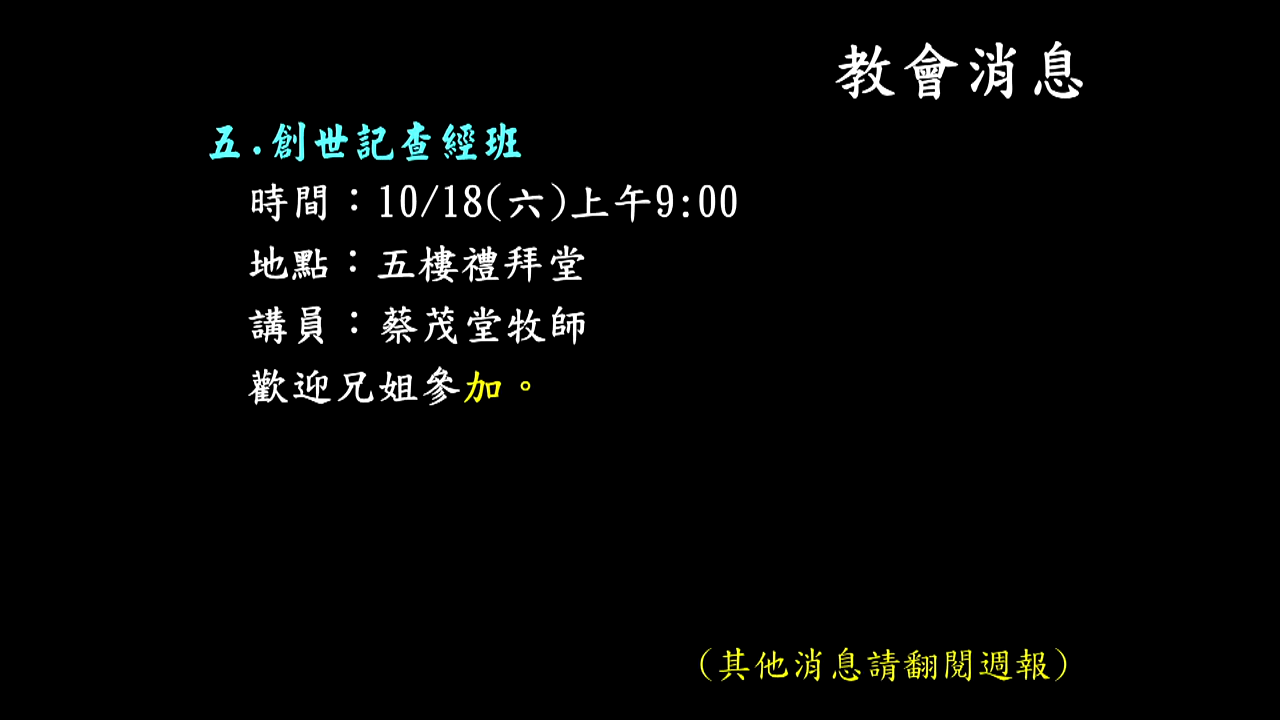 教會消息
五.創世記查經班
時間：10/18(六)上午9:00
地點：五樓禮拜堂
講員：蔡茂堂牧師
歡迎兄姐參加。
(其他消息請翻閱週報)